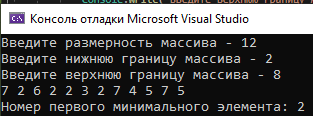 Консоль отладки Microsoft Visual Studio
Введите размерность массива - 12
Введите нижнюю границу массива - 2
Введите верхнюю границу массива - 8
7 2 6 2 2 3 2 7 4 5 7 5
Номер первого минимального элемента: 2